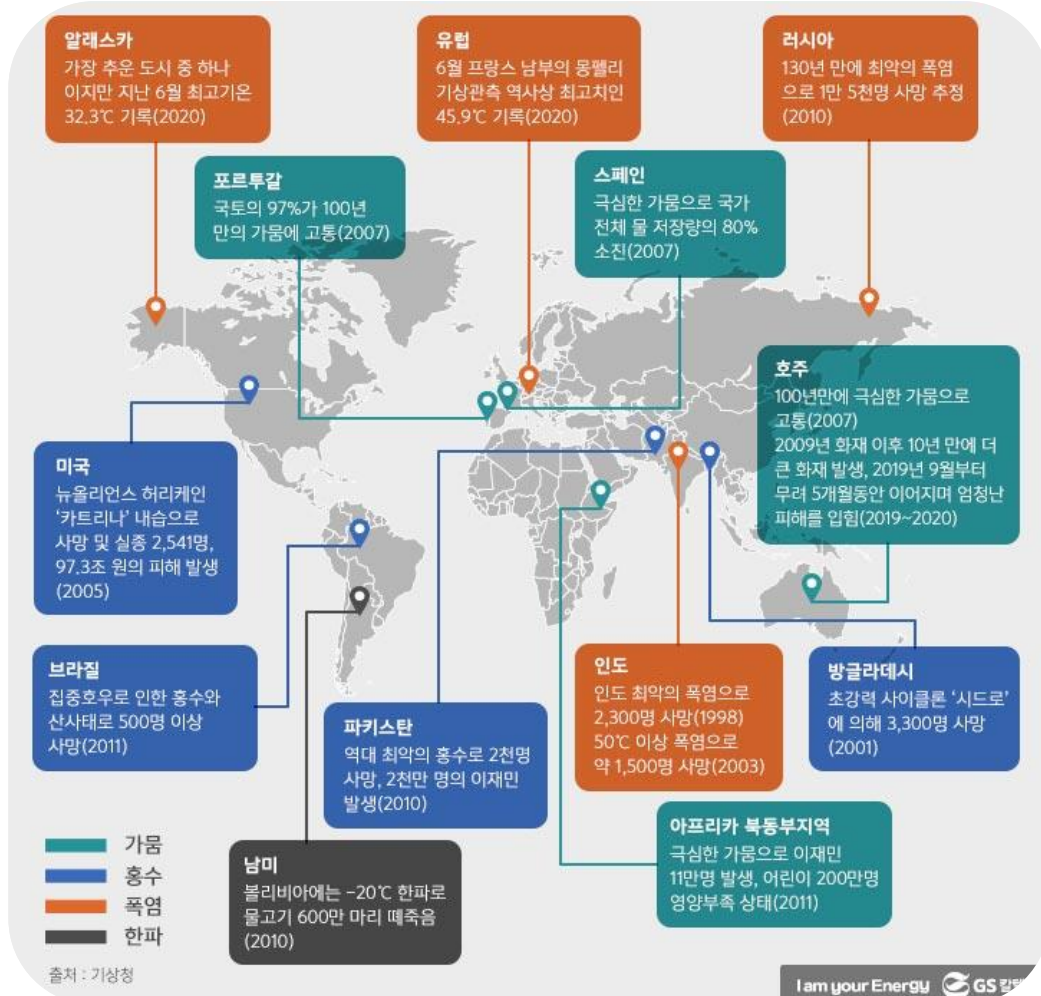 알래스카
가장 추운 도시 중 하나
이지만 지난 6월 최고기온
32.3℃ 기록(2020)
유럽
6월 프랑스 남부의 몽펠리
기상관측 역사상 최고치인
45.9℃ 기록(2020)
러시아
130년 만에 최악의 폭염
으로 1만 5천명 사망 추정
(2010)
포르투갈
국토의 97%가 100년
만의 가뭄에 고통(2007)
스페인
극심한 가뭄으로 국가
전체 물 저장량의 80%
소진(2007)
호주
100년만에 극심한 가뭄으로
고통(2007)
2009년 화재 이후 10년 만에 더
큰 화재 발생, 2019년 9월부터
무려 5개월동안 이어지며 엄청난
피해를 입힘(2019~2020)
미국
뉴올리언스 허리케인
‘카트리나’ 내습으로
사망 및 실종 2,541명,
97.3조 원의 피해 발생
(2005)
브라질
집중호우로 인한 홍수와
산사태로 500명 이상
사망(2011)
파키스탄
역대 최악의 홍수로 2천명
사망, 2천만 명의 이재민
발생(2010)
인도
인도 최악의 폭염으로
2,300명 사망(1998)
50℃ 이상 폭염으로
약 1,500명 사망(2003)
방글라데시
초강력 사이클론 ‘시드로’
에 의해 3,300명 사망
(2001)
아프리카 북동부지역
극심한 가뭄으로 이재민
11만명 발생, 어린이 200만명
영양부족 상태(2011)
남미
볼리비아에는 -20℃ 한파로
물고기 600만 마리 떼죽음
(2010)
가뭄
홍수
폭염
한파
출처 : 기상청
I am your Energy GS